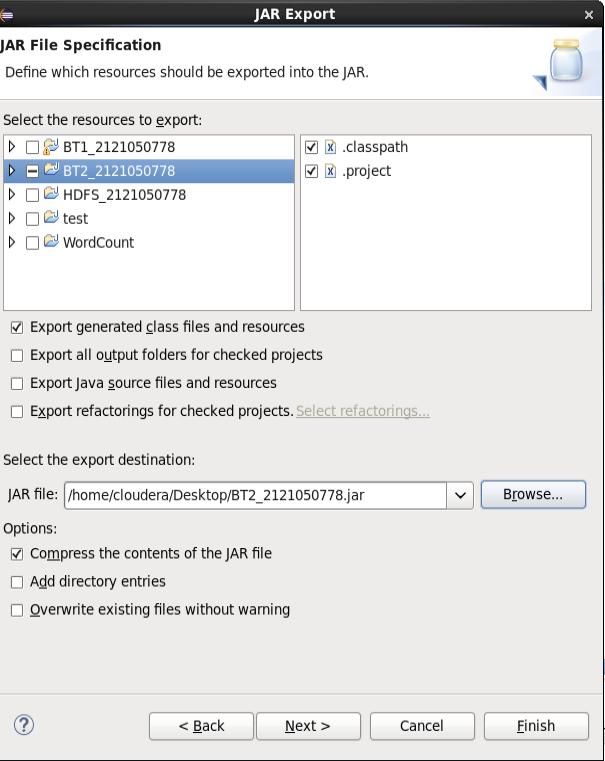 JAR Export
JAR File Specification
Define which resources should be exported into the JAR.
Select the resources to export:
BT1_2121050778
BT2_2121050778
HDFS_2121050778
test
WordCount
.classpath
.project
Export generated class files and resources
Export all output folders for checked projects
Export Java source files and resources
Export refactorings for checked projects. Select refactorings...
Select the export destination:
JAR file: /home/cloudera/Desktop/BT2_2121050778.jar Browse...
Options:
Compress the contents of the JAR file
Add directory entries
Overwrite existing files without warning
< Back Next > Cancel Finish